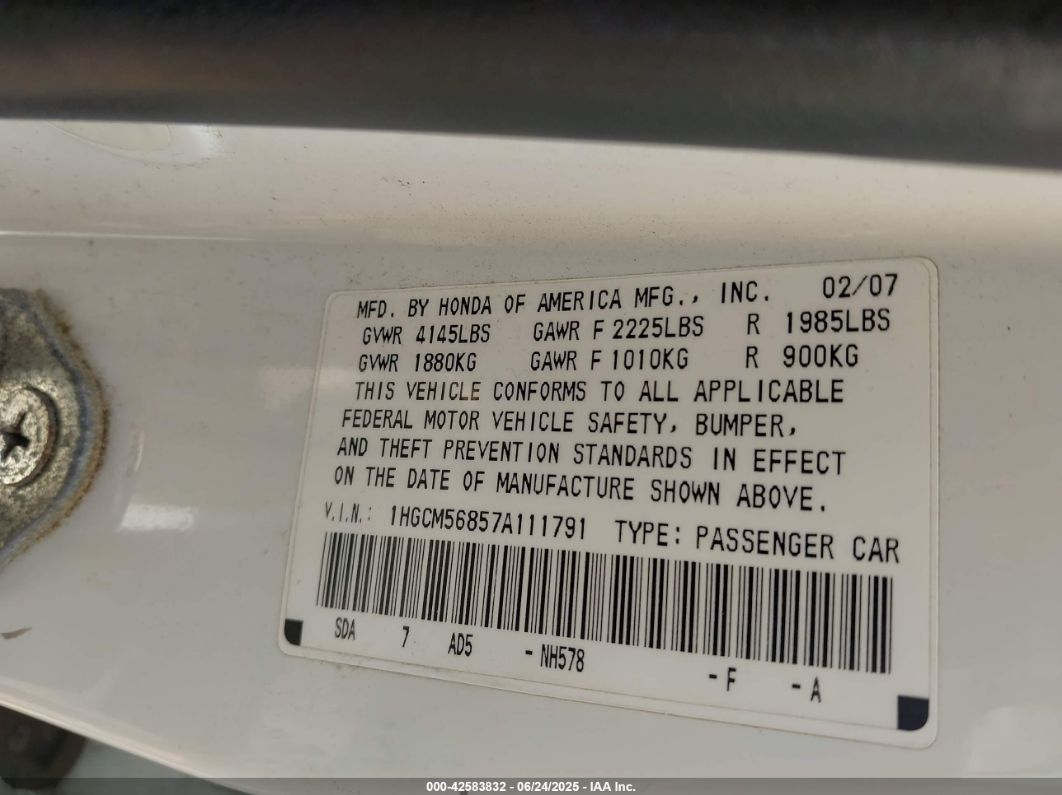 MFD. BY HONDA OF AMERICA MFG., INC. 02/07
GVWR 4145LBS GAWR F 2225LBS R 1985LBS
GVWR 1880KG GAWR F 1010KG R 900KG
THIS VEHICLE CONFORMS TO ALL APPLICABLE
FEDERAL MOTOR VEHICLE SAFETY, BUMPER,
AND THEFT PREVENTION STANDARDS IN EFFECT
ON THE DATE OF MANUFACTURE SHOWN ABOVE.
V.I.N.: 1HGCM56857A111791 TYPE: PASSENGER CAR
SDA 7 AD5 - NH578 - F - A
000-42583832 - 06/24/2025 - IAA Inc.